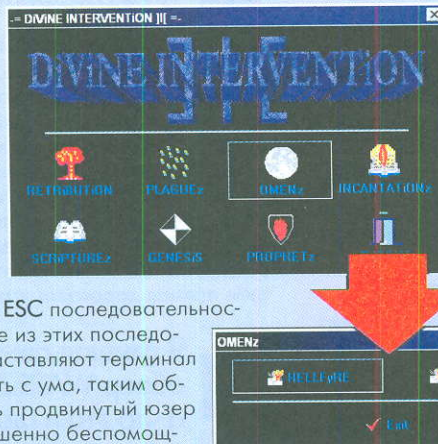 -= DiViNE INTERVENTiON ]I[ =-
DiViNE INTERVENTiON
RETRiBUTiON
PLAGUEz
OMENz
INCANTATiONz
SCRiPTUREz
GENESiS
PROPHETz
ESC последовательнос-
е из этих последо-
аставляют терминал
ть с ума, таким об-
ь продвинутый юзер
шенно беспомощ-
OMENz
HELLFiRE
Exit